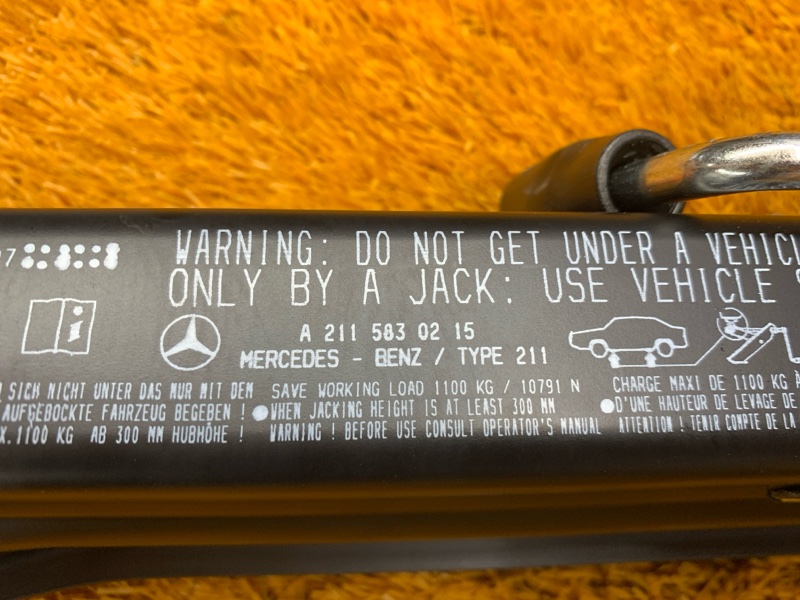 WARNING: DO NOT GET UNDER A VEHICL
ONLY BY A JACK: USE VEHICLE
A 211 583 02 15
MERCEDES - BENZ / TYPE 211
SICH NICHT UNTER DAS NUR MIT DEM
AUFGEBOCKTE FAHRZEUG BEGEBEN !
X.1100 KG AB 300 MM HUBHÖHE !
SAVE WORKING LOAD 1100 KG / 10791 N
WHEN JACKING HEIGHT IS AT LEAST 300 MM
WARNING ! BEFORE USE CONSULT OPERATOR'S MANUAL
CHARGE MAXI DE 1100 KG À
D'UNE HAUTEUR DE LEVAGE DE
ATTENTION ! TENIR COMPTE DE LA